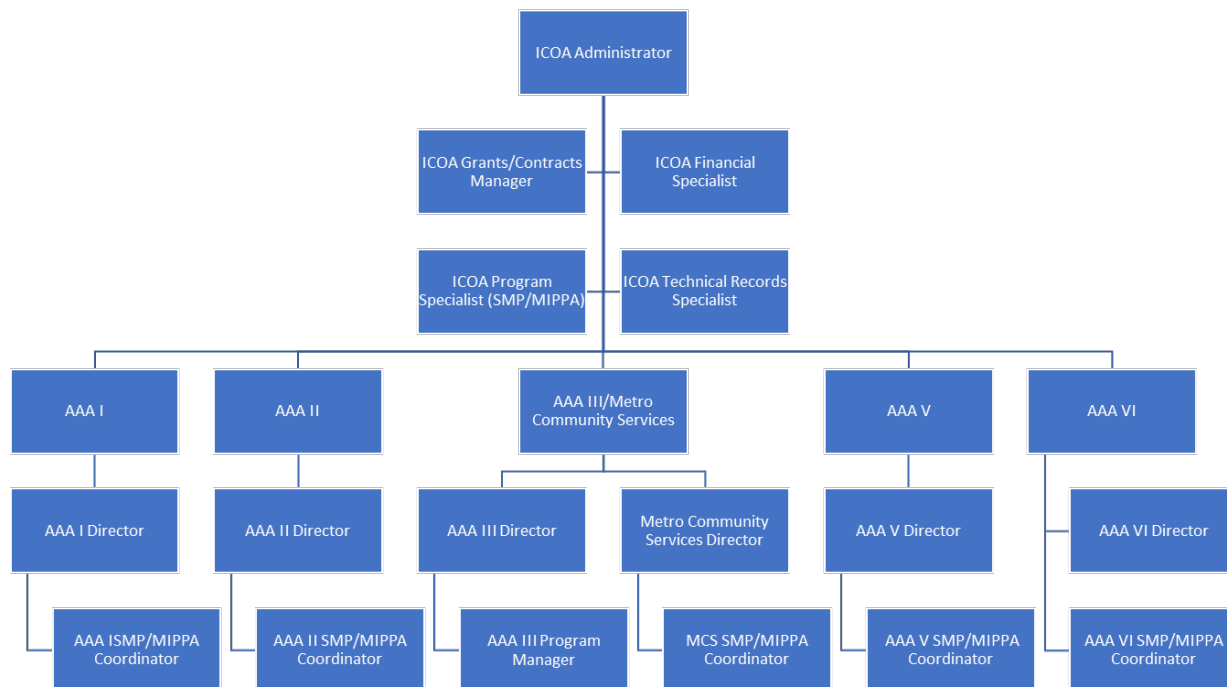 ICOA Administrator
ICOA Grants/Contracts
Manager
ICOA Financial
Specialist
ICOA Program
Specialist (SMP/MIPPA)
ICOA Technical Records
Specialist
AAA I
AAA II
AAA III/Metro
Community Services
AAA V
AAA VI
AAA I Director
AAA II Director
AAA III Director
Metro Community
Services Director
AAA V Director
AAA VI Director
AAA ISMP/MIPPA
Coordinator
AAA II SMP/MIPPA
Coordinator
AAA III Program
Manager
MCS SMP/MIPPA
Coordinator
AAA V SMP/MIPPA
Coordinator
AAA VI SMP/MIPPA
Coordinator